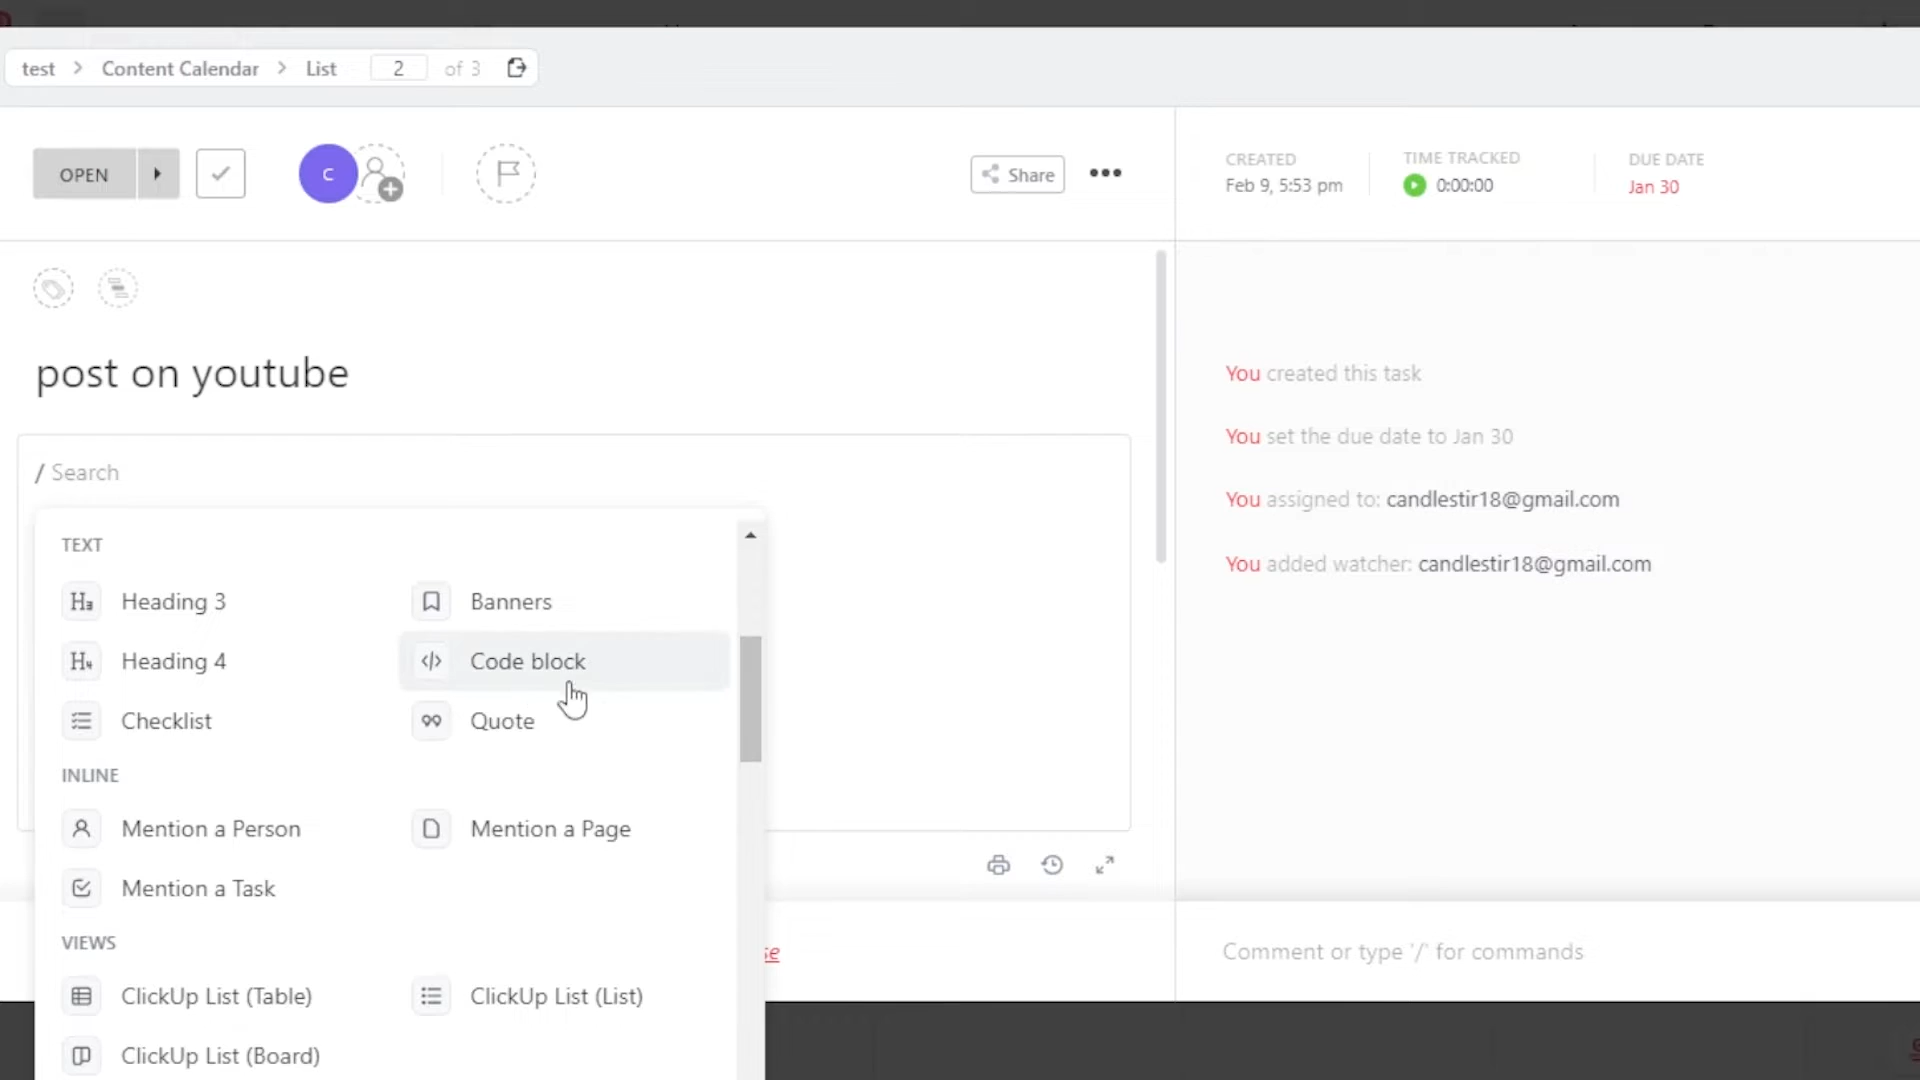 test > Content Calendar > List 2 of 3
OPEN
C
Share
CREATED
Feb 9, 5:53 pm
TIME TRACKED
0:00:00
DUE DATE
Jan 30
post on youtube
/ Search
TEXT
H3 Heading 3
Banners
H4 Heading 4
</> Code block
Checklist
Quote
INLINE
Mention a Person
Mention a Page
Mention a Task
VIEWS
ClickUp List (Table)
ClickUp List (List)
ClickUp List (Board)
You created this task
You set the due date to Jan 30
You assigned to: candlestir18@gmail.com
You added watcher: candlestir18@gmail.com
Comment or type '/' for commands